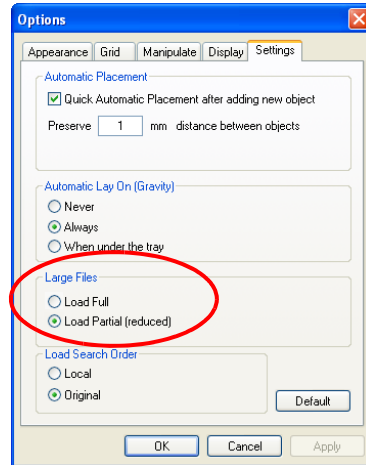 Options
Appearance Grid Manipulate Display Settings
Automatic Placement
Quick Automatic Placement after adding new object
Preserve 1 mm distance between objects
Automatic Lay On (Gravity)
Never
Always
When under the tray
Large Files
Load Full
Load Partial (reduced)
Load Search Order
Local
Original
Default
OK Cancel Apply